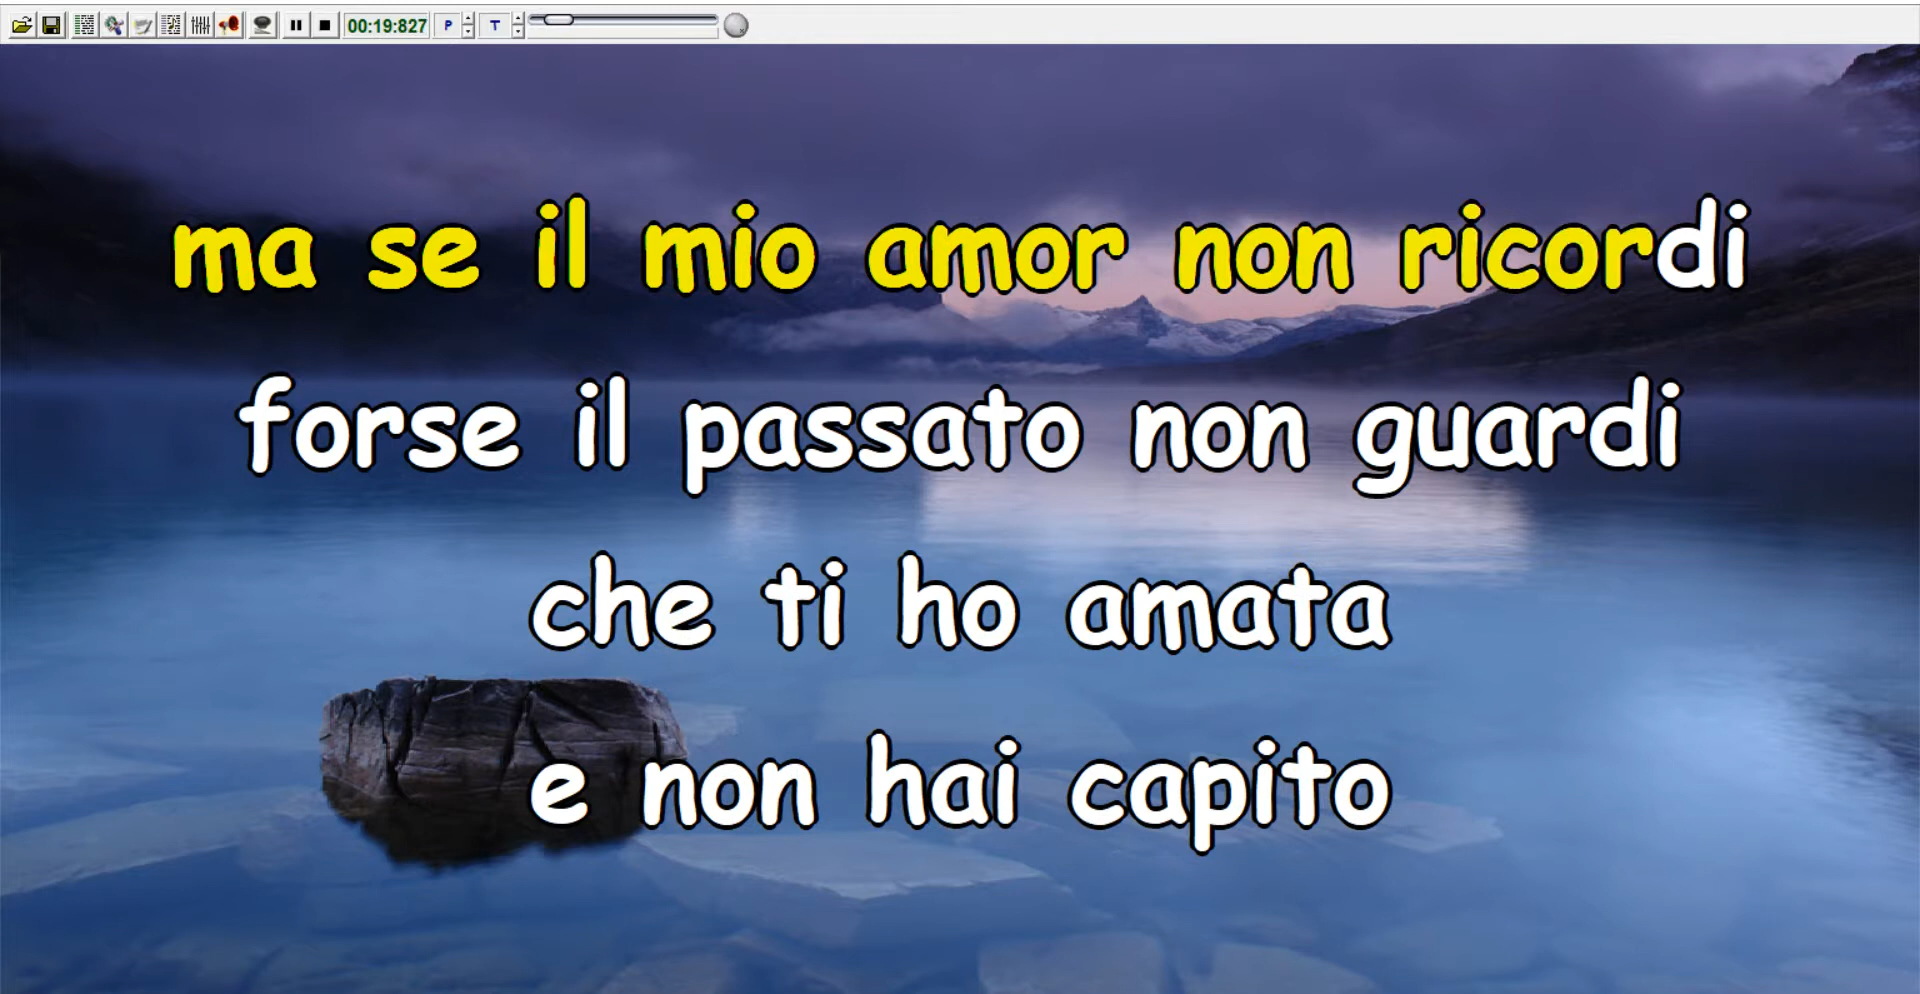 00:19:827 P T
ma se il mio amor non ricordi
forse il passato non guardi
che ti ho amata
e non hai capito